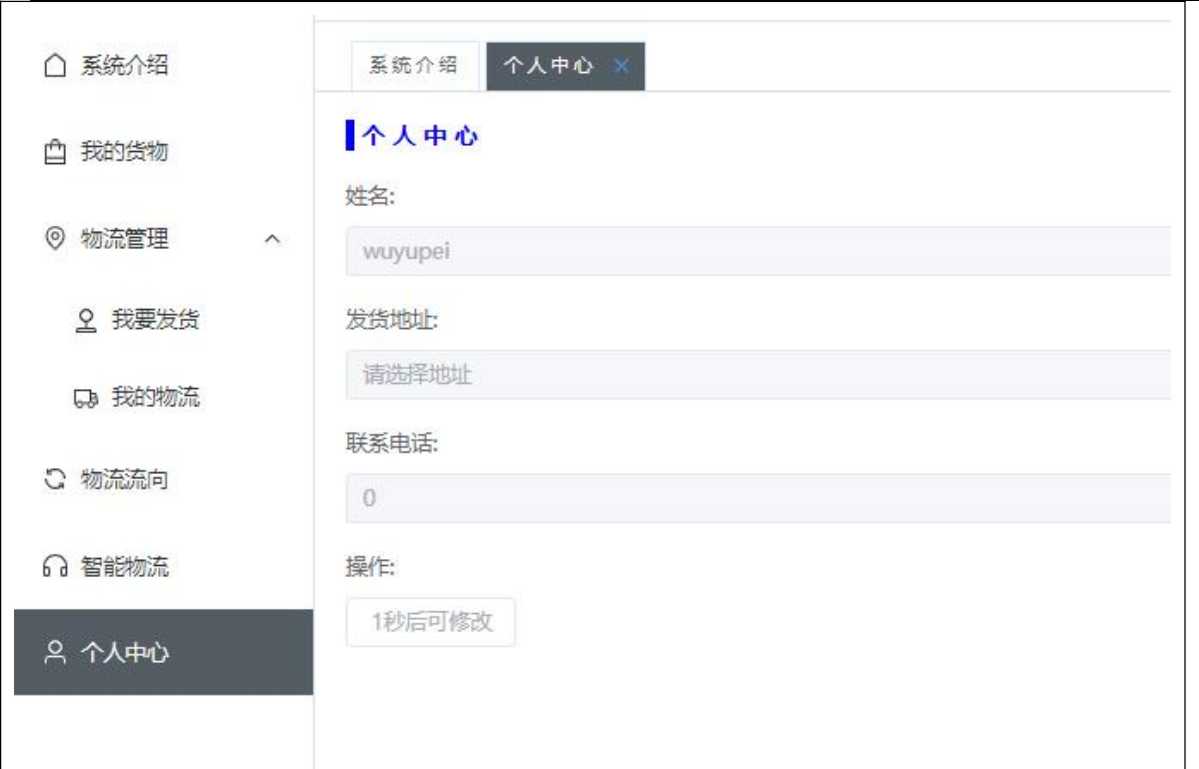 系统介绍
我的货物
物流管理
我要发货
我的物流
物流流向
智能物流
个人中心
系统介绍
个人中心
个人中心
姓名:
wuyupei
发货地址:
请选择地址
联系电话:
0
操作:
1秒后可修改